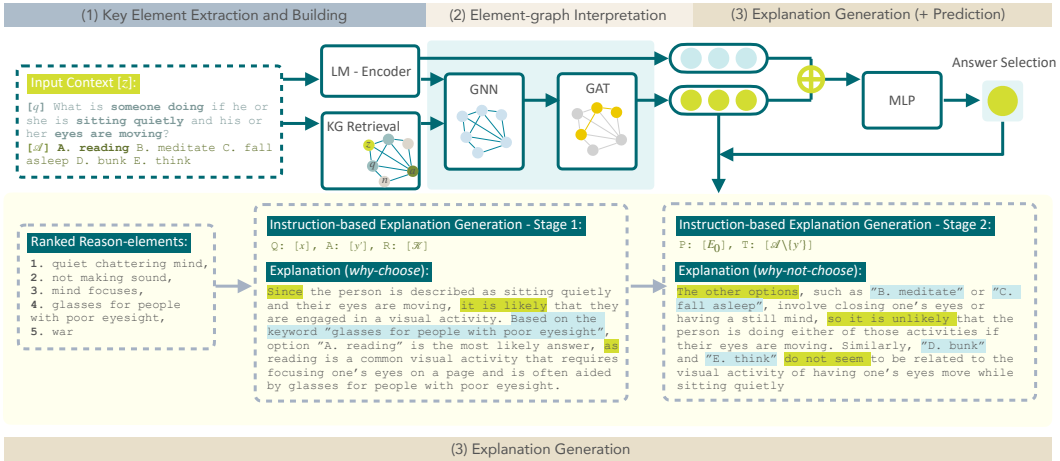 (1) Key Element Extraction and Building
(2) Element-graph Interpretation
(3) Explanation Generation (+ Prediction)
Input Context [z]:
[q] What is someone doing if he or
she is sitting quietly and his or
her eyes are moving?
[𝒜] A. reading B. meditate C. fall
asleep D. bunk E. think
LM - Encoder
KG Retrieval
z
q
n
a
GNN
GAT
MLP
Answer Selection
Ranked Reason-elements:
1. quiet chattering mind,
2. not making sound,
3. mind focuses,
4. glasses for people
with poor eyesight,
5. war
Instruction-based Explanation Generation - Stage 1:
Q: [x], A: [y'], R: [𝒦]
Explanation (why-choose):
Since the person is described as sitting quietly
and their eyes are moving, it is likely that they
are engaged in a visual activity. Based on the
keyword "glasses for people with poor eyesight",
option "A. reading" is the most likely answer, as
reading is a common visual activity that requires
focusing one's eyes on a page and is often aided
by glasses for people with poor eyesight.
Instruction-based Explanation Generation - Stage 2:
P: [E₀], T: [𝒜\{y'}]
Explanation (why-not-choose):
The other options, such as "B. meditate" or "C.
fall asleep", involve closing one's eyes or
having a still mind, so it is unlikely that the
person is doing either of those activities if
their eyes are moving. Similarly, "D. bunk"
and "E. think" do not seem to be related to the
visual activity of having one's eyes move while
sitting quietly
(3) Explanation Generation